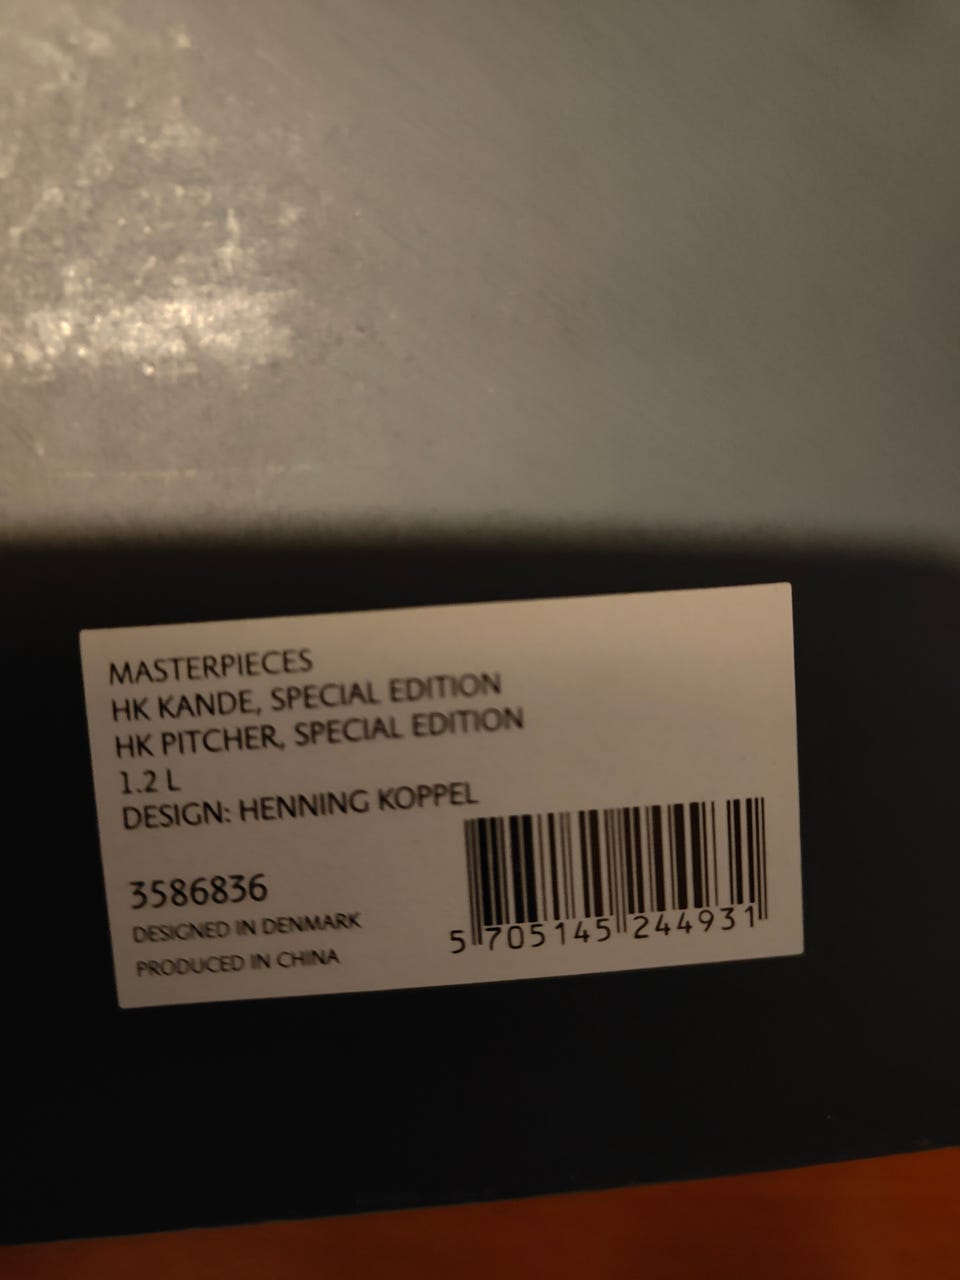 MASTERPIECES
HK KANDE, SPECIAL EDITION
HK PITCHER, SPECIAL EDITION
1.2 L
DESIGN: HENNING KOPPEL
3586836
DESIGNED IN DENMARK
PRODUCED IN CHINA
5 705145 244931